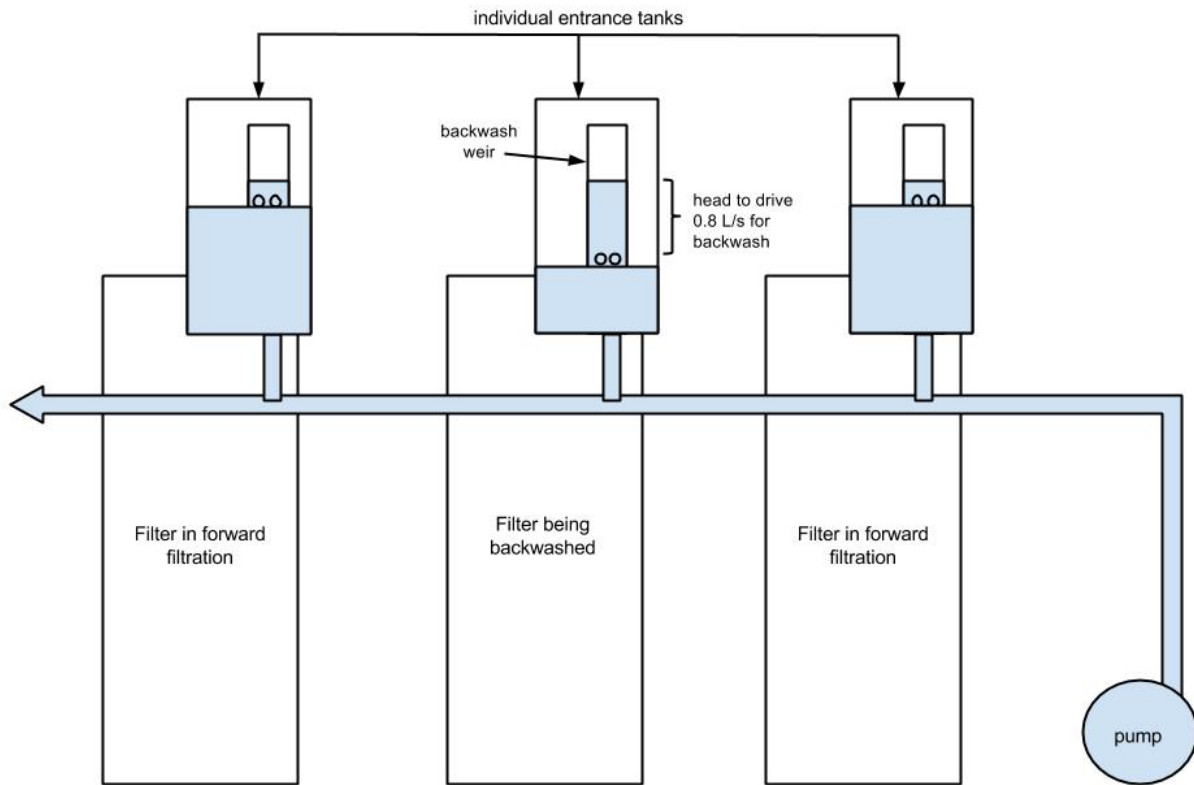 individual entrance tanks
backwash
weir
head to drive
0.8 L/s for
backwash
Filter in forward
filtration
Filter being
backwashed
Filter in forward
filtration
pump